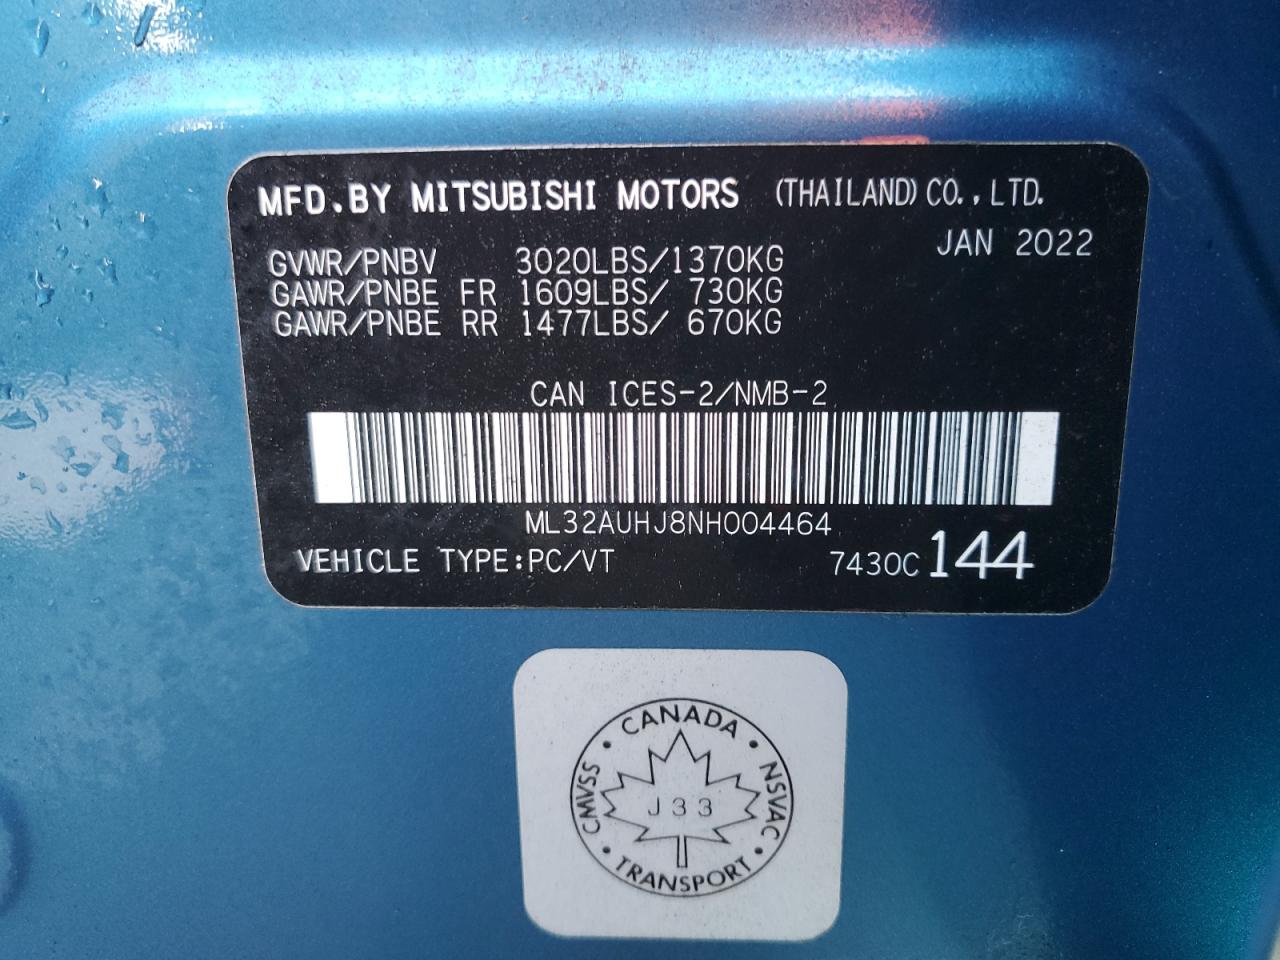 MFD.BY MITSUBISHI MOTORS (THAILAND) CO., LTD.
JAN 2022
GVWR/PNBV 3020LBS/1370KG
GAWR/PNBE FR 1609LBS/ 730KG
GAWR/PNBE RR 1477LBS/ 670KG
CAN ICES-2/NMB-2
ML32AUHJ8NH004464
VEHICLE TYPE:PC/VT 7430C 144
CANADA
CMVSS
NSVAC
J33
TRANSPORT